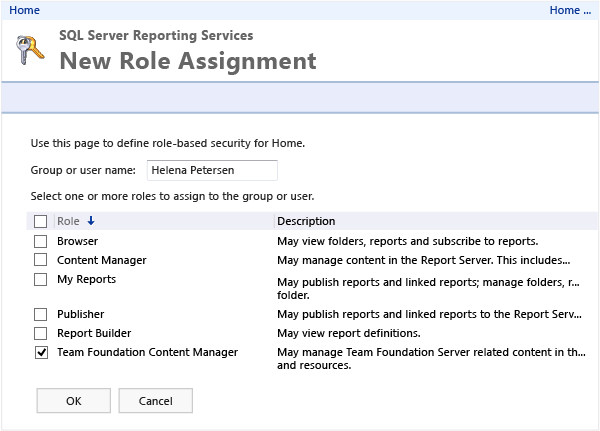 Home Home ...
SQL Server Reporting Services
New Role Assignment
Use this page to define role-based security for Home.
Group or user name: Helena Petersen
Select one or more roles to assign to the group or user.
Role Description
Browser May view folders, reports and subscribe to reports.
Content Manager May manage content in the Report Server. This includes...
My Reports May publish reports and linked reports; manage folders, r...
folder.
Publisher May publish reports and linked reports to the Report Serv...
Report Builder May view report definitions.
Team Foundation Content Manager May manage Team Foundation Server related content in th...
and resources.
OK Cancel